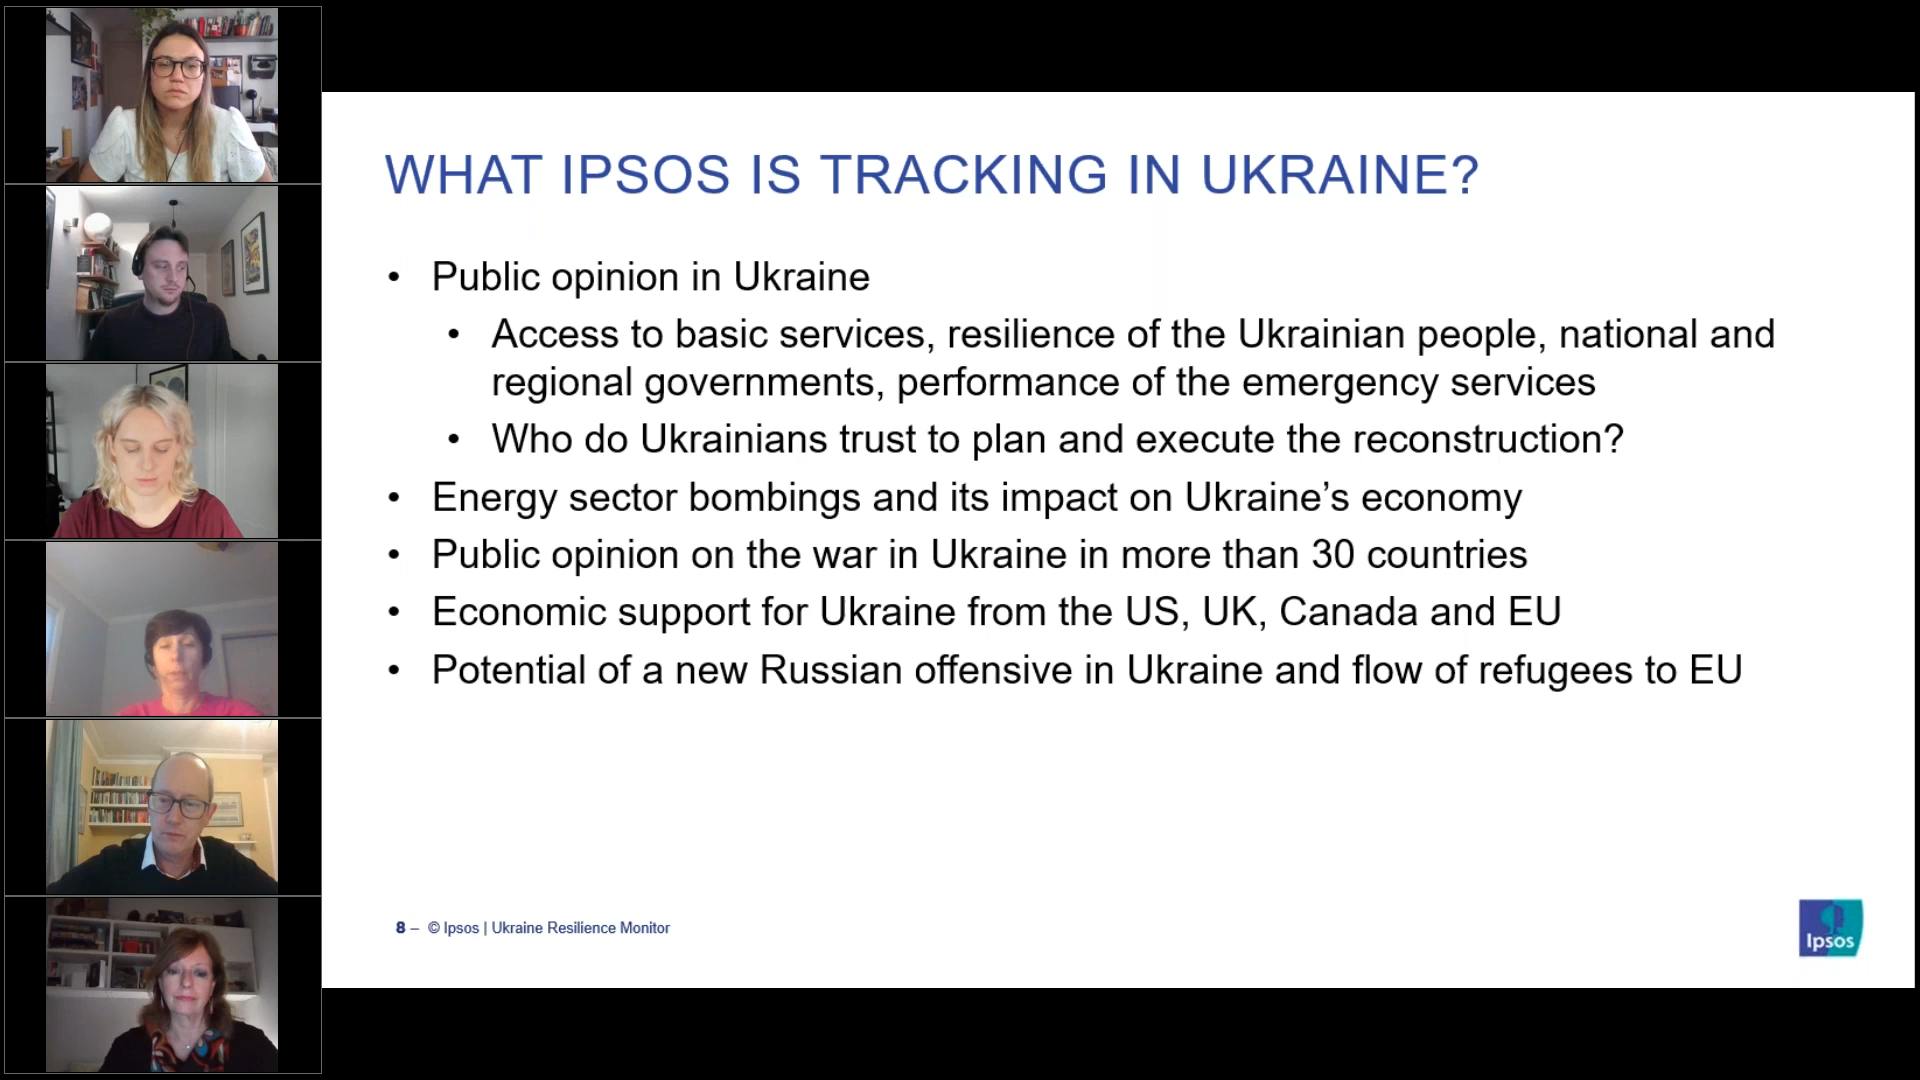 WHAT IPSOS IS TRACKING IN UKRAINE?
• Public opinion in Ukraine
• Access to basic services, resilience of the Ukrainian people, national and
regional governments, performance of the emergency services
• Who do Ukrainians trust to plan and execute the reconstruction?
• Energy sector bombings and its impact on Ukraine’s economy
• Public opinion on the war in Ukraine in more than 30 countries
• Economic support for Ukraine from the US, UK, Canada and EU
• Potential of a new Russian offensive in Ukraine and flow of refugees to EU
8 – © Ipsos | Ukraine Resilience Monitor
Ipsos